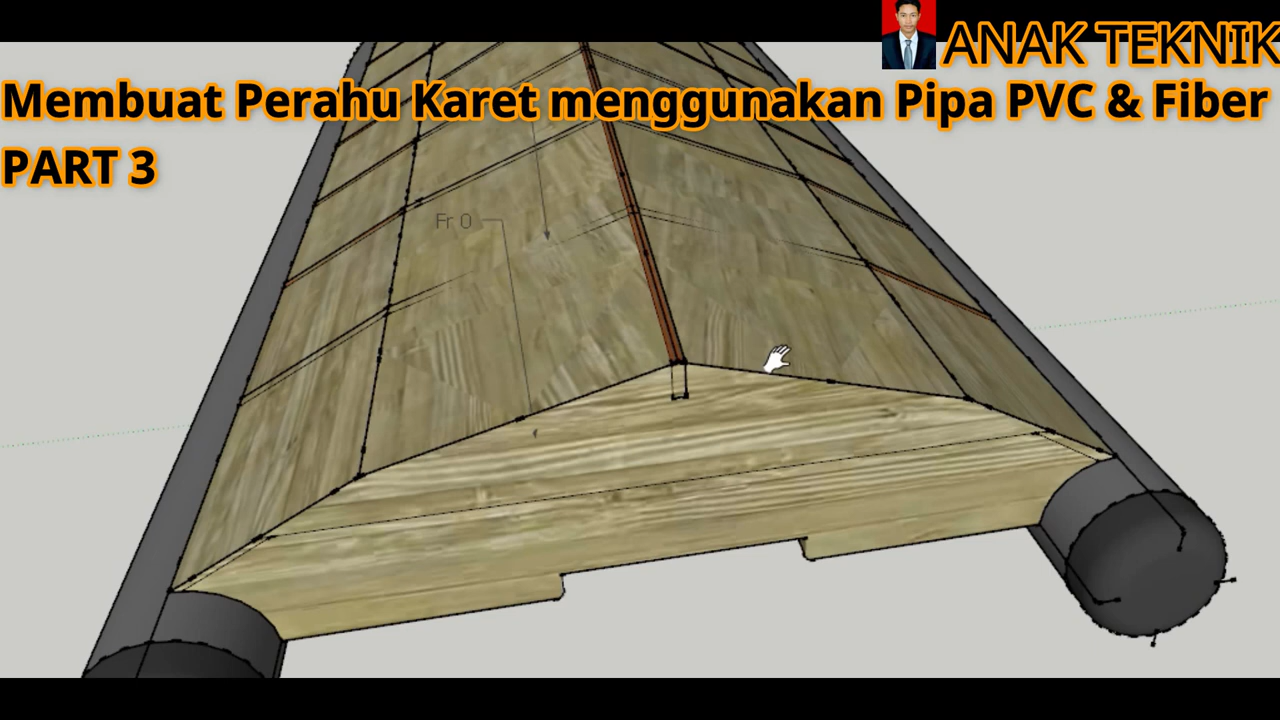 ANAK TEKNIK
Membuat Perahu Karet menggunakan Pipa PVC & Fiber
PART 3
Fr 0